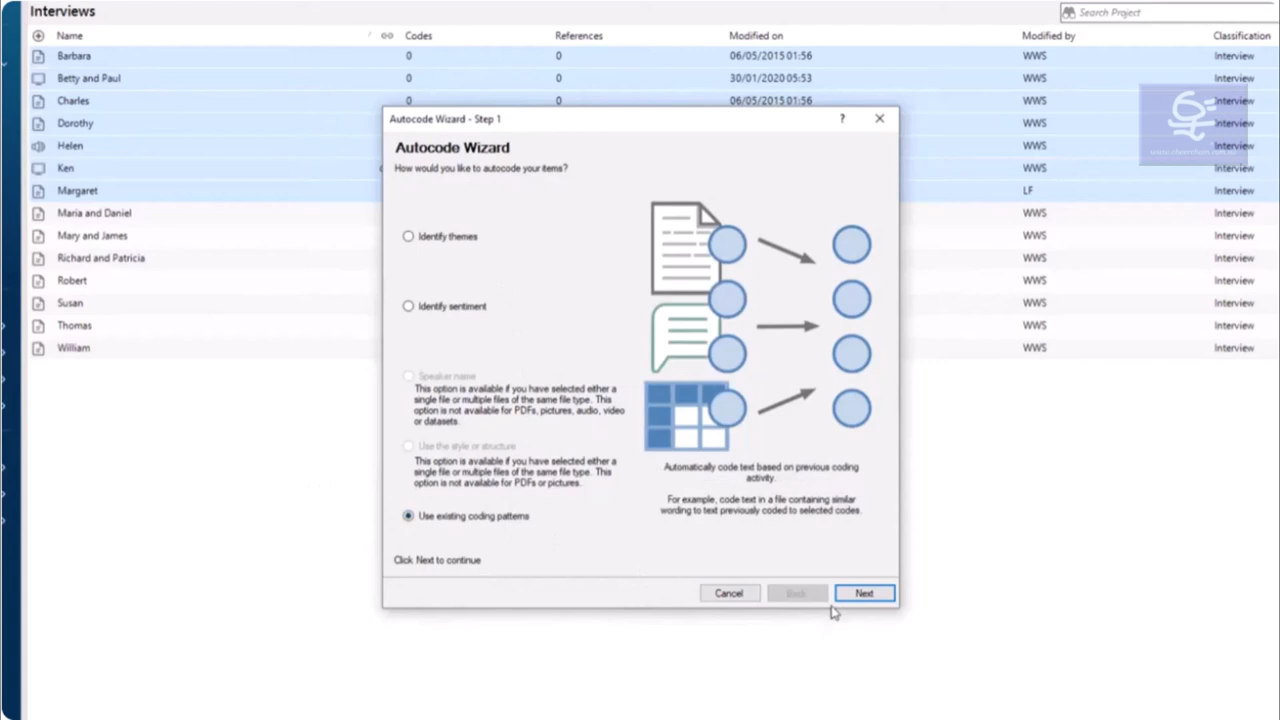 Interviews
Search Project
Name Codes References Modified on Modified by Classification
Barbara 0 0 06/05/2015 01:56 WWS Interview
Betty and Paul 0 0 30/01/2020 05:53 WWS Interview
Charles 0 0 06/05/2015 01:56 WWS Interview
Dorothy WWS Interview
Helen WWS Interview
Ken WWS Interview
Margaret LF Interview
Maria and Daniel WWS Interview
Mary and James WWS Interview
Richard and Patricia WWS Interview
Robert WWS Interview
Susan WWS Interview
Thomas WWS Interview
William WWS Interview
Autocode Wizard - Step 1
Autocode Wizard
How would you like to autocode your items?
Identify themes
Identify sentiment
Speaker name
This option is available if you have selected either a
single file or multiple files of the same file type. This
option is not available for PDFs, pictures, audio, video
or datasets.
Use the style or structure
This option is available if you have selected either a
single file or multiple files of the same file type. This
option is not available for PDFs or pictures.
Use existing coding patterns
Automatically code text based on previous coding
activity.
For example, code text in a file containing similar
wording to text previously coded to selected codes.
Click Next to continue
Cancel Back Next